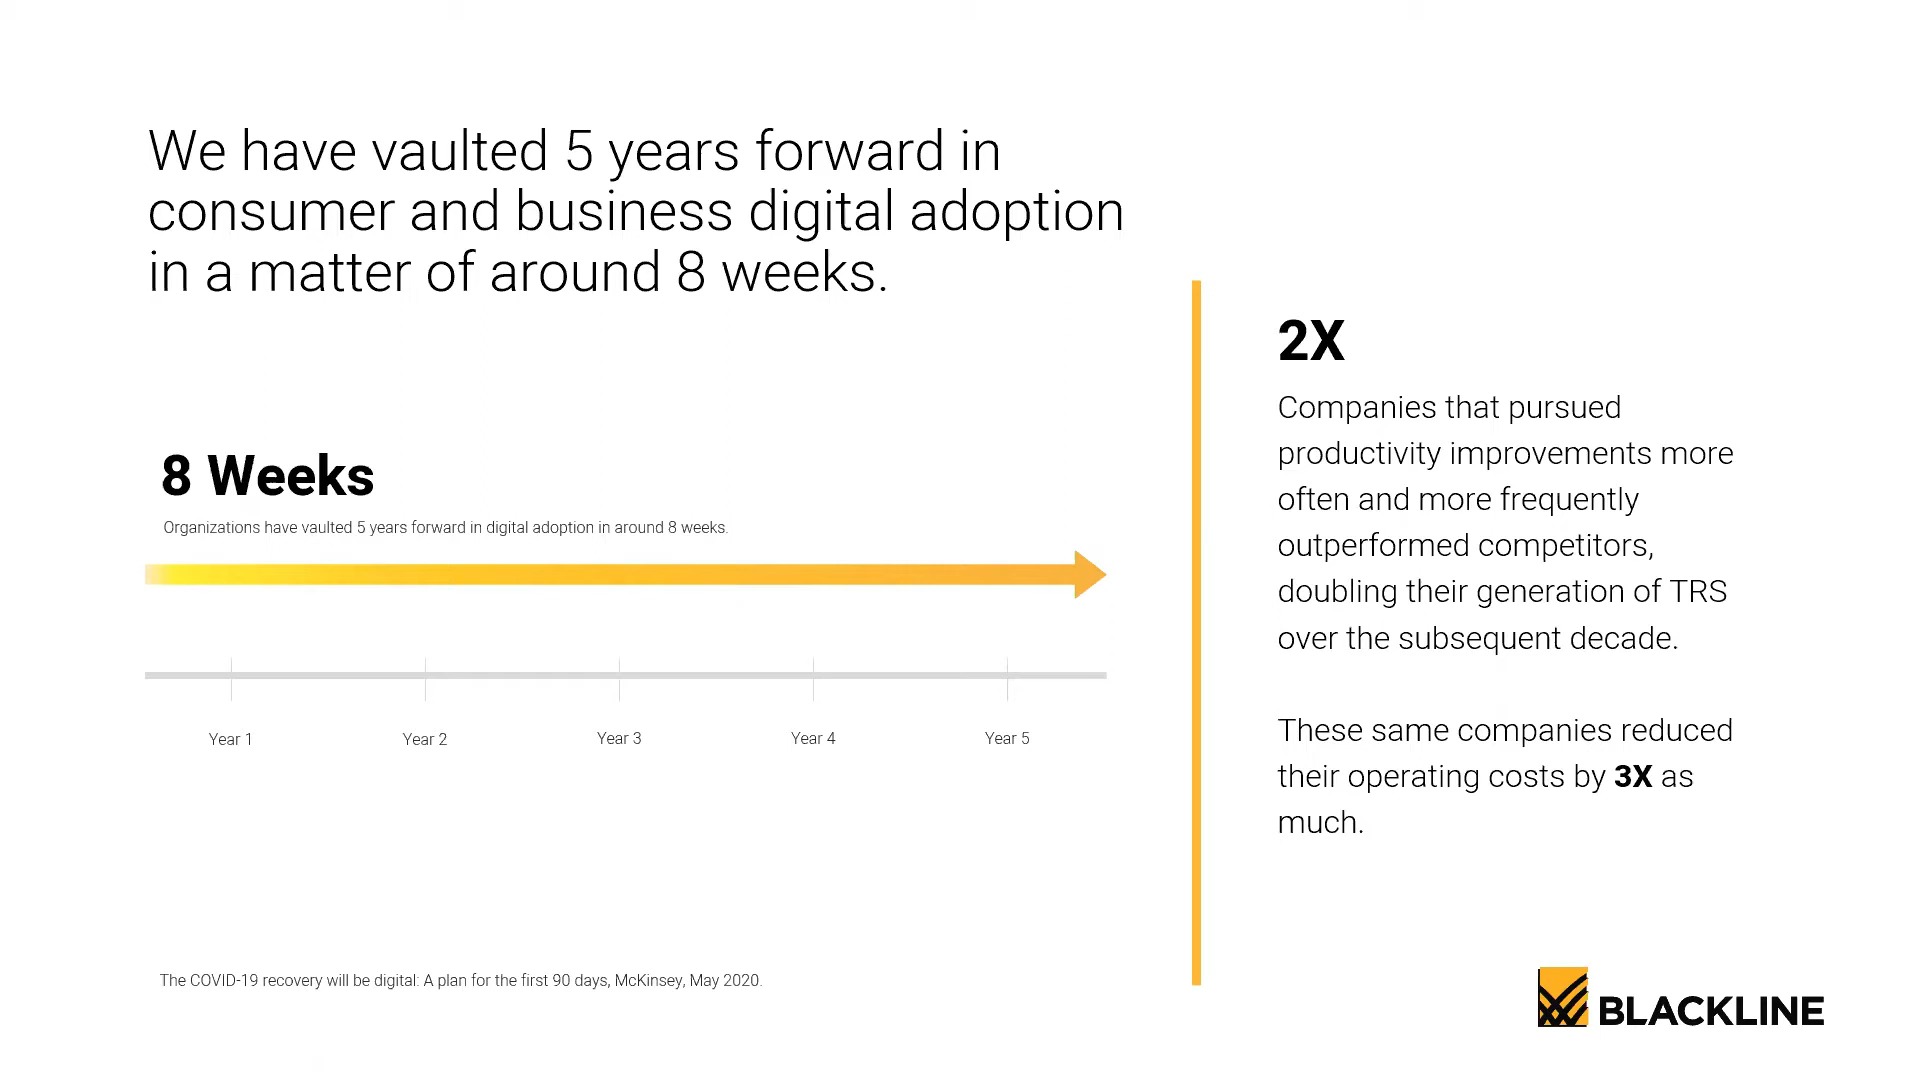 We have vaulted 5 years forward in
consumer and business digital adoption
in a matter of around 8 weeks.
8 Weeks
Organizations have vaulted 5 years forward in digital adoption in around 8 weeks.
Year 1
Year 2
Year 3
Year 4
Year 5
The COVID-19 recovery will be digital: A plan for the first 90 days, McKinsey, May 2020.
2X
Companies that pursued
productivity improvements more
often and more frequently
outperformed competitors,
doubling their generation of TRS
over the subsequent decade.
These same companies reduced
their operating costs by 3X as
much.
BLACKLINE